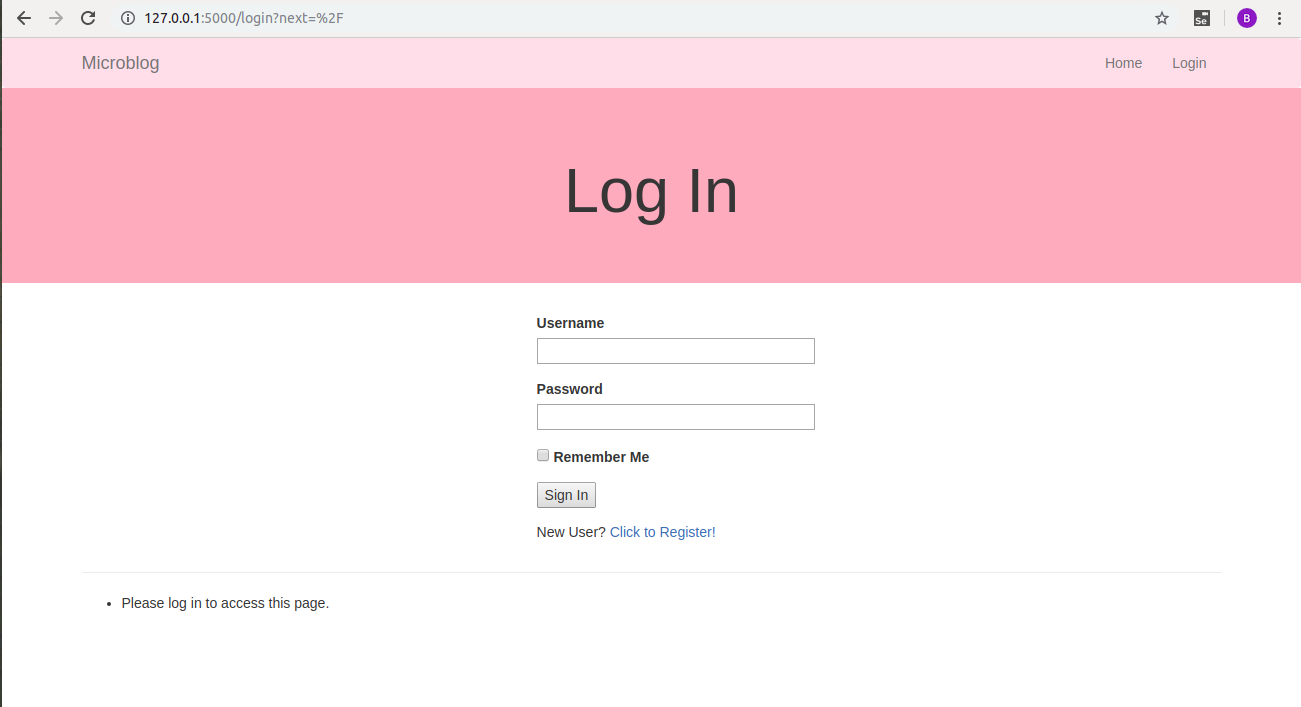 127.0.0.1:5000/login?next=%2F
Se
B
Microblog
Home
Login
Log In
Username
Password
Remember Me
Sign In
New User? Click to Register!
Please log in to access this page.